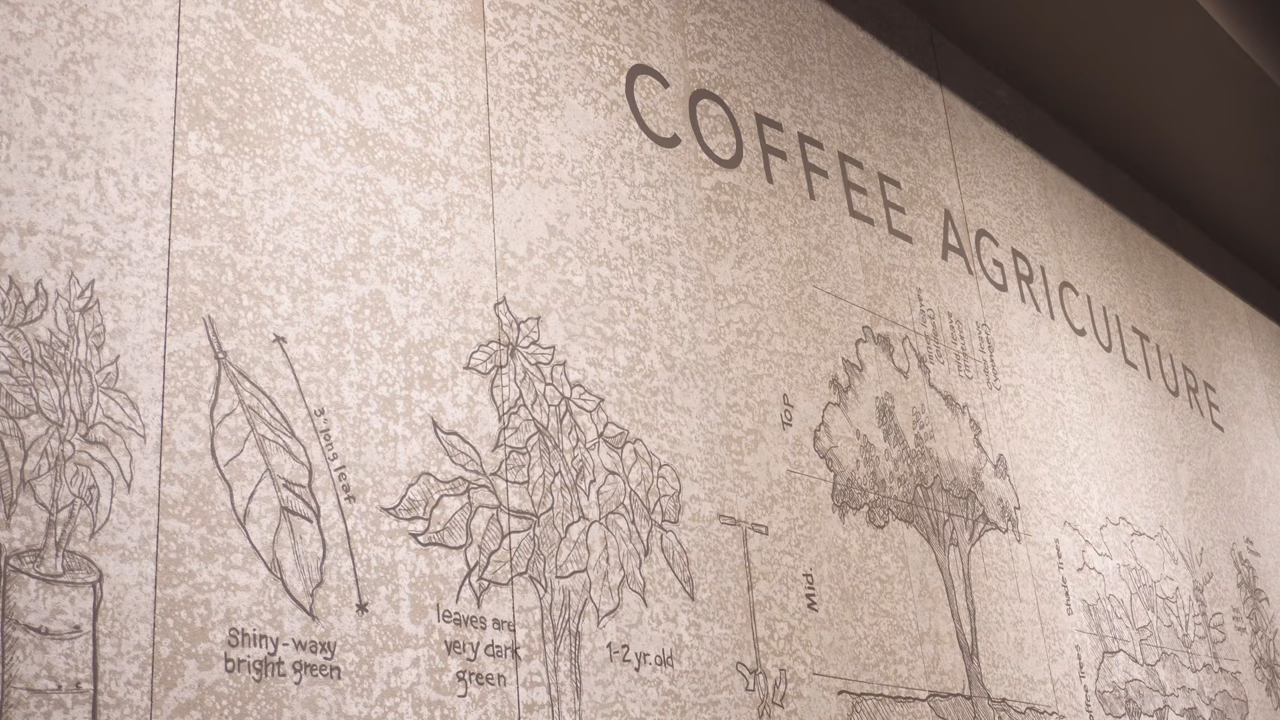 COFFEE AGRICULTURE
3" long leaf
Shiny-waxy
bright green
leaves are
very dark
green
1-2 yr. old
TOP
Mid.
Shade Trees